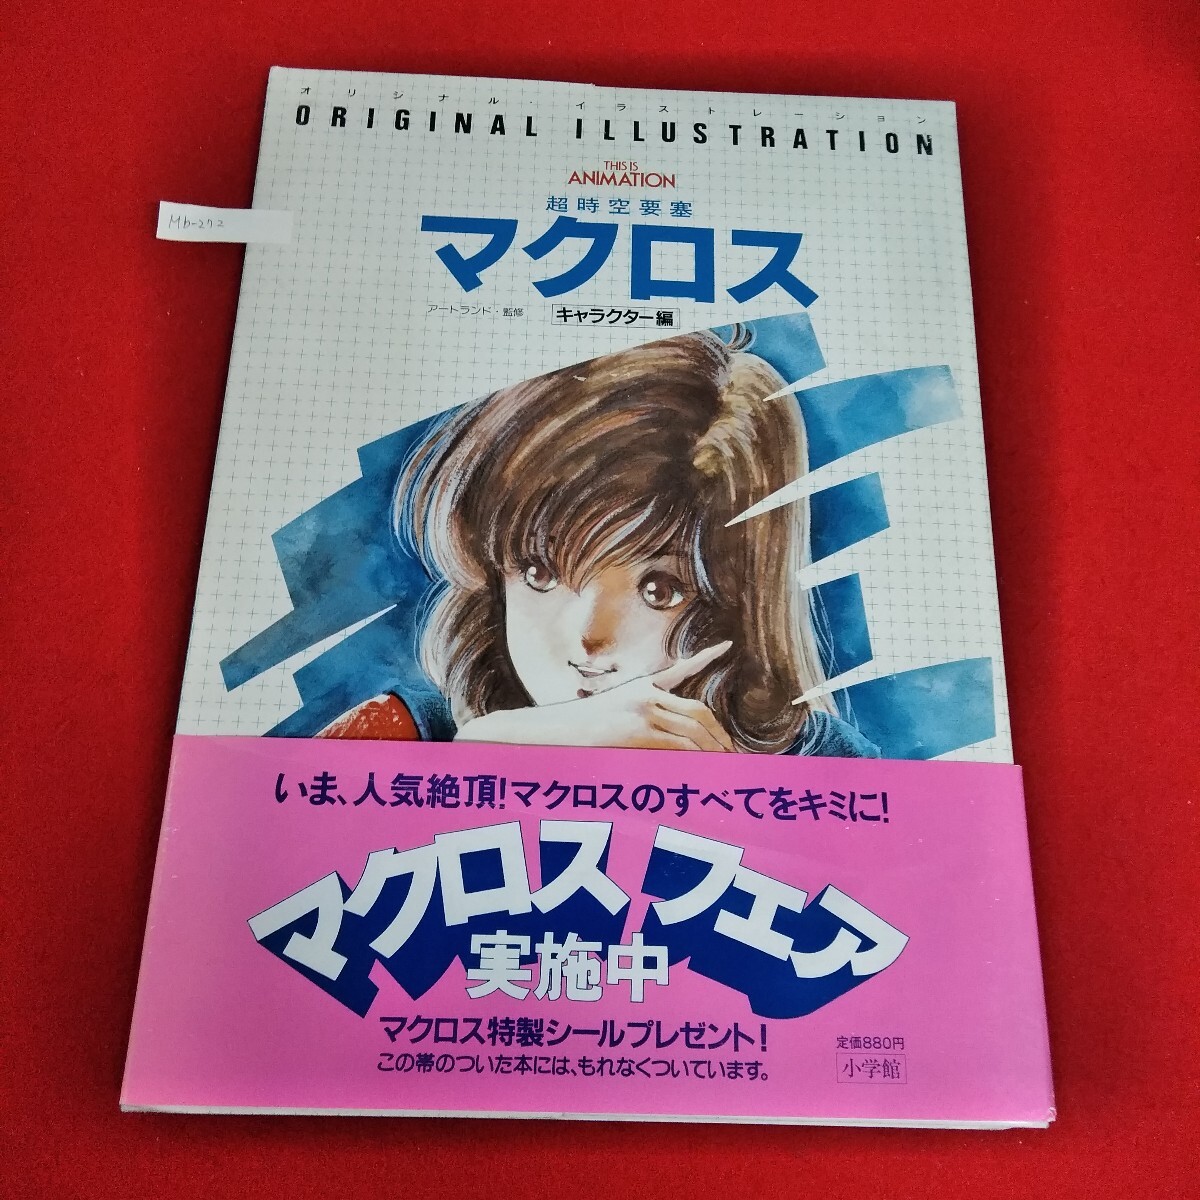 オリジナル・イラストレーション
ORIGINAL ILLUSTRATION
THIS IS
ANIMATION
超時空要塞
マクロス
アートランド・監修 キャラクター編
Mb-272
いま、人気絶頂!マクロスのすべてをキミに!
マクロスフェア
実施中
マクロス特製シールプレゼント!
この帯のついた本には、もれなくついています。
定価880円
小学館